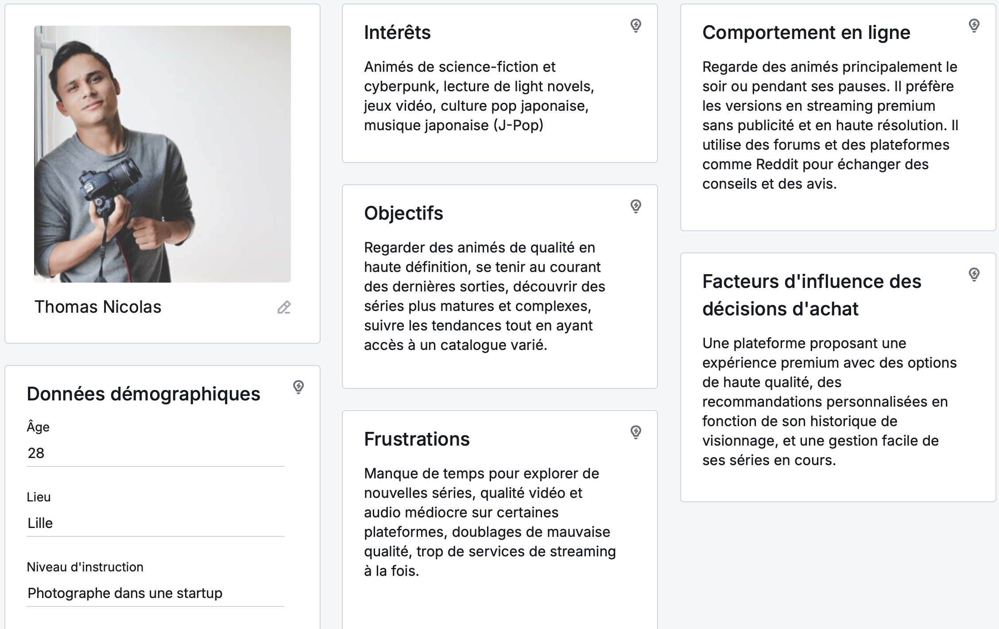 Thomas Nicolas
Données démographiques
Âge
28
Lieu
Lille
Niveau d'instruction
Photographe dans une startup
Intérêts
Animés de science-fiction et
cyberpunk, lecture de light novels,
jeux vidéo, culture pop japonaise,
musique japonaise (J-Pop)
Objectifs
Regarder des animés de qualité en
haute définition, se tenir au courant
des dernières sorties, découvrir des
séries plus matures et complexes,
suivre les tendances tout en ayant
accès à un catalogue varié.
Frustrations
Manque de temps pour explorer de
nouvelles séries, qualité vidéo et
audio médiocre sur certaines
plateformes, doublages de mauvaise
qualité, trop de services de streaming
à la fois.
Comportement en ligne
Regarde des animés principalement le
soir ou pendant ses pauses. Il préfère
les versions en streaming premium
sans publicité et en haute résolution. Il
utilise des forums et des plateformes
comme Reddit pour échanger des
conseils et des avis.
Facteurs d'influence des
décisions d'achat
Une plateforme proposant une
expérience premium avec des options
de haute qualité, des
recommandations personnalisées en
fonction de son historique de
visionnage, et une gestion facile de
ses séries en cours.